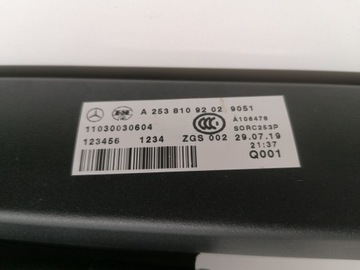 A 253 810 92 02 9051
11030030604
A106478
SORC253P
123456 1234 ZGS 002 29.07.19
21:37
Q001